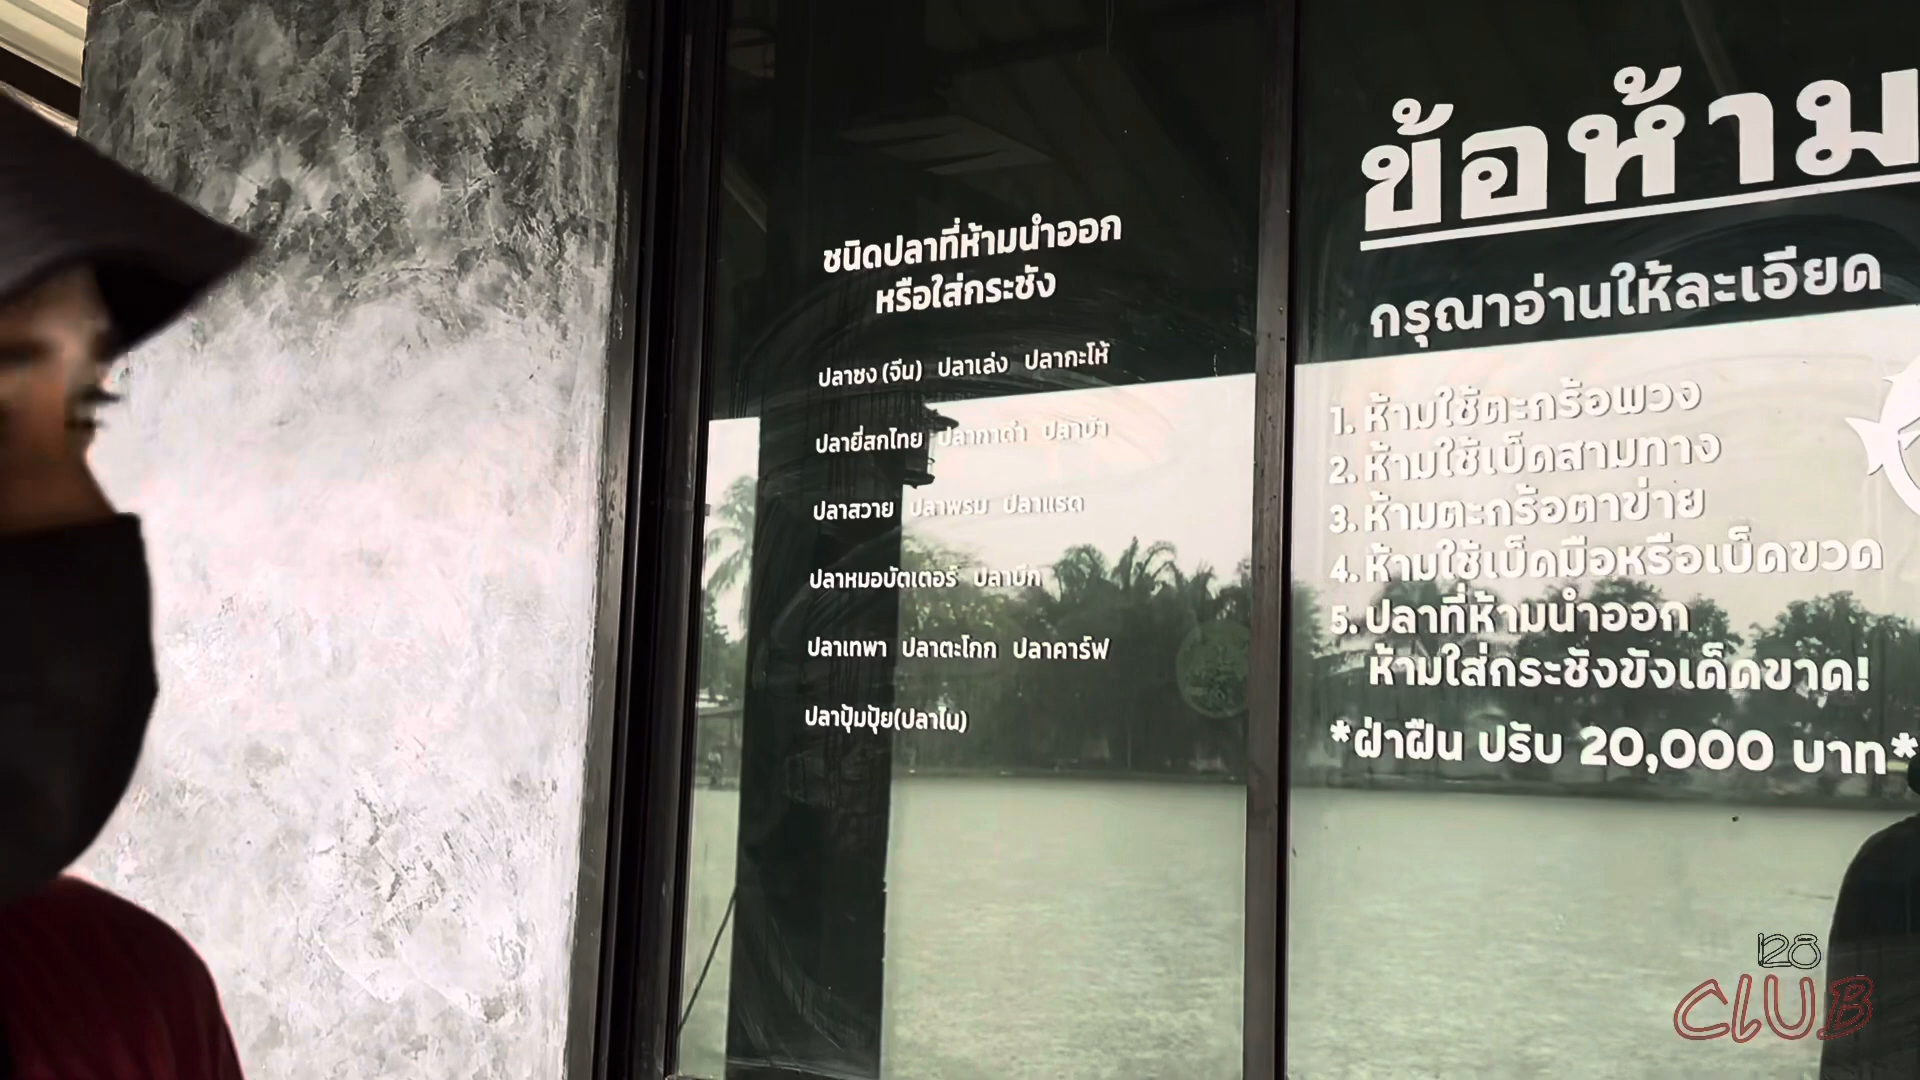 ชนิดปลาที่ห้ามนำออก
หรือใส่กระชัง
ปลาซง (จีน) ปลาเล่ง ปลากะโห้
ปลายี่สกไทย ปลากาดำ ปลาบ้า
ปลาสวาย ปลาพรม ปลาแรด
ปลาหมอบัตเตอร์ ปลาบึก
ปลาเทพา ปลาตะโกก ปลาคาร์ฟ
ปลาปุ้มปุ้ย(ปลาไน)
ข้อห้าม
กรุณาอ่านให้ละเอียด
1. ห้ามใช้ตะกร้อพวง
2. ห้ามใช้เบ็ดสามทาง
3. ห้ามตะกร้อตาข่าย
4. ห้ามใช้เบ็ดมือหรือเบ็ดขวด
5. ปลาที่ห้ามนำออก
ห้ามใส่กระชังขังเด็ดขาด!
*ฝ่าฝืน ปรับ 20,000 บาท*
128
CLUB